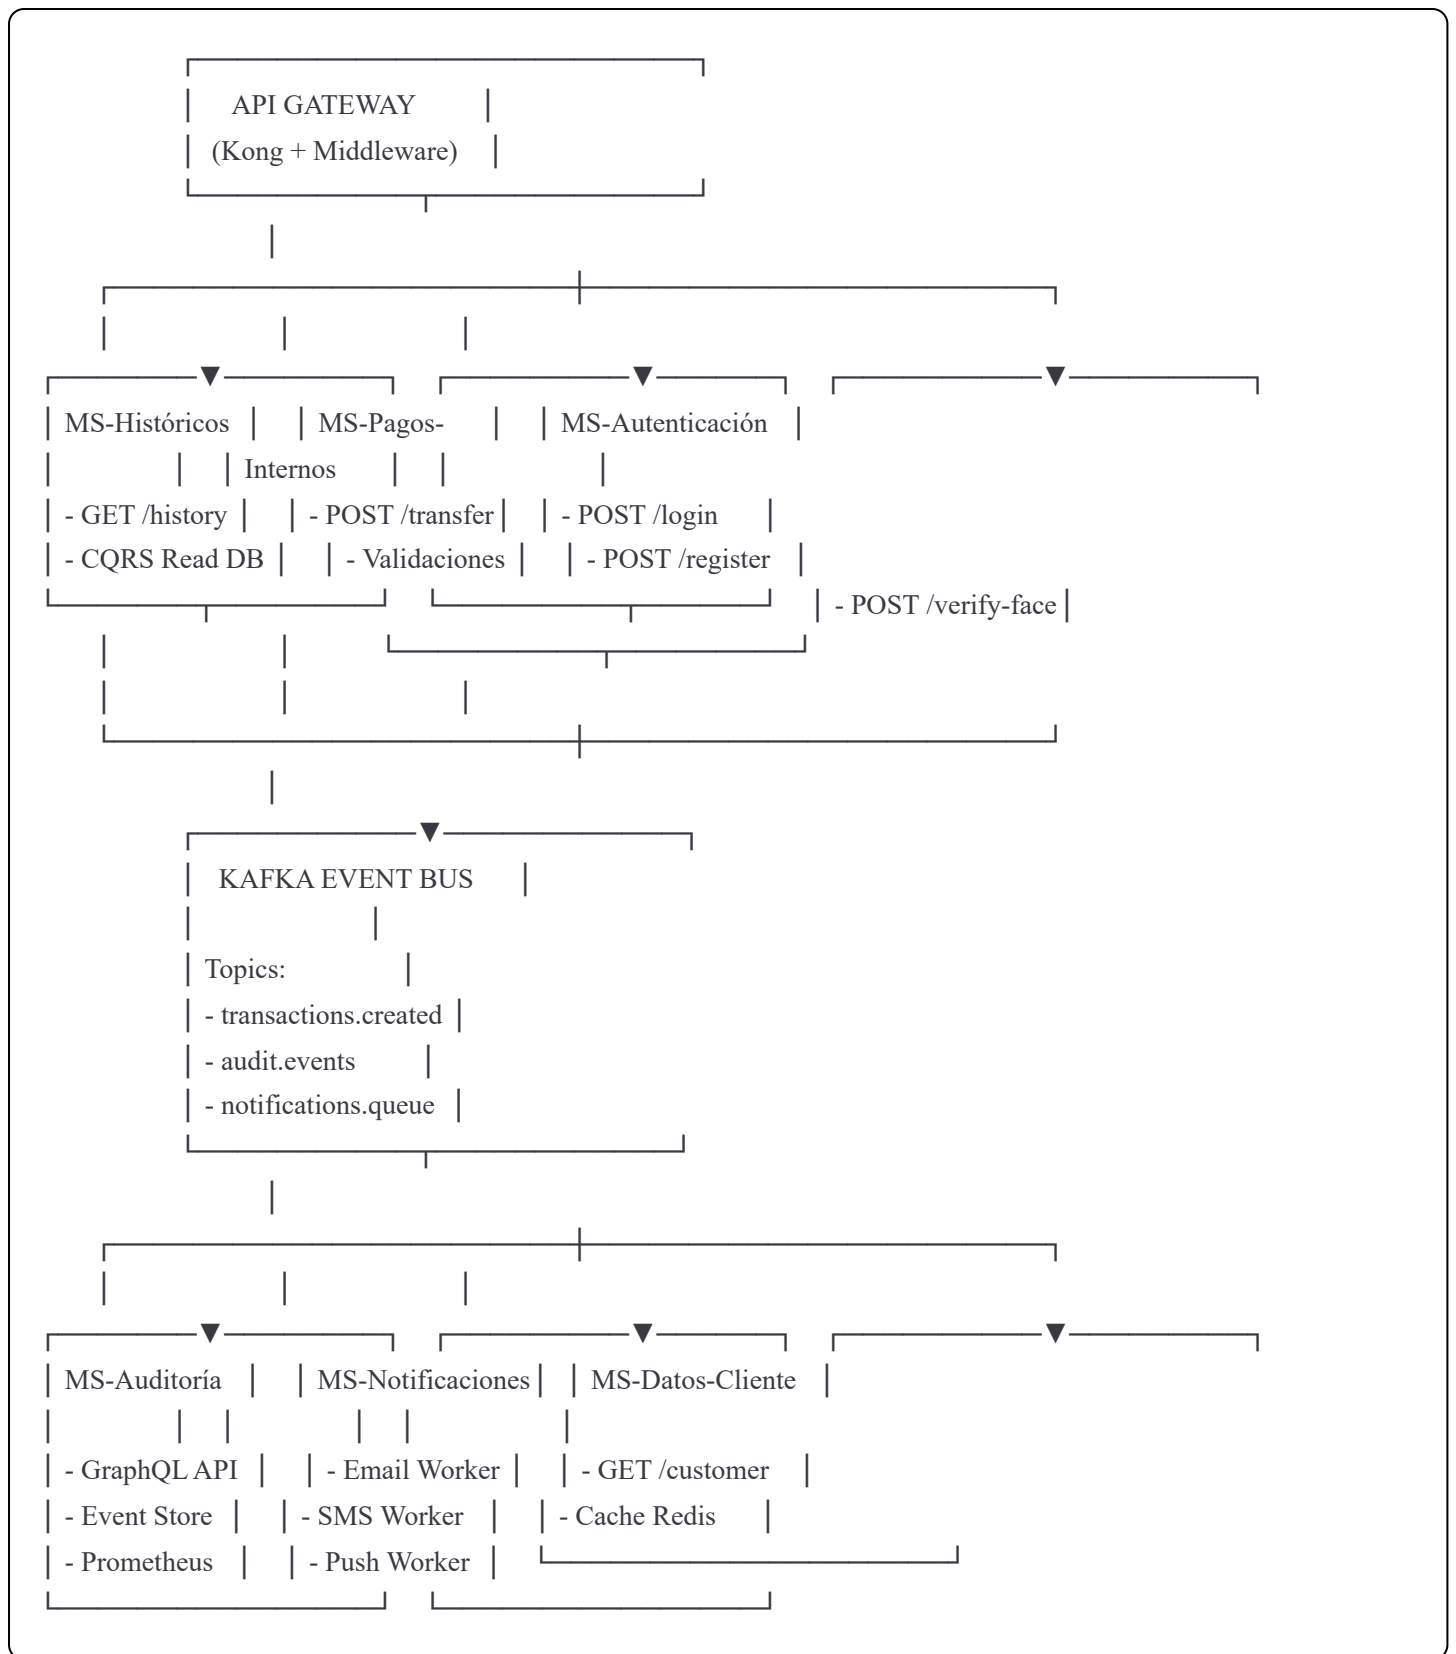 API GATEWAY
(Kong + Middleware)
MS-Históricos MS-Pagos- MS-Autenticación
Internos
- GET /history - POST /transfer - POST /login
- CQRS Read DB - Validaciones - POST /register
- POST /verify-face
KAFKA EVENT BUS
Topics:
- transactions.created
- audit.events
- notifications.queue
MS-Auditoría MS-Notificaciones MS-Datos-Cliente
- GraphQL API - Email Worker - GET /customer
- Event Store - SMS Worker - Cache Redis
- Prometheus - Push Worker